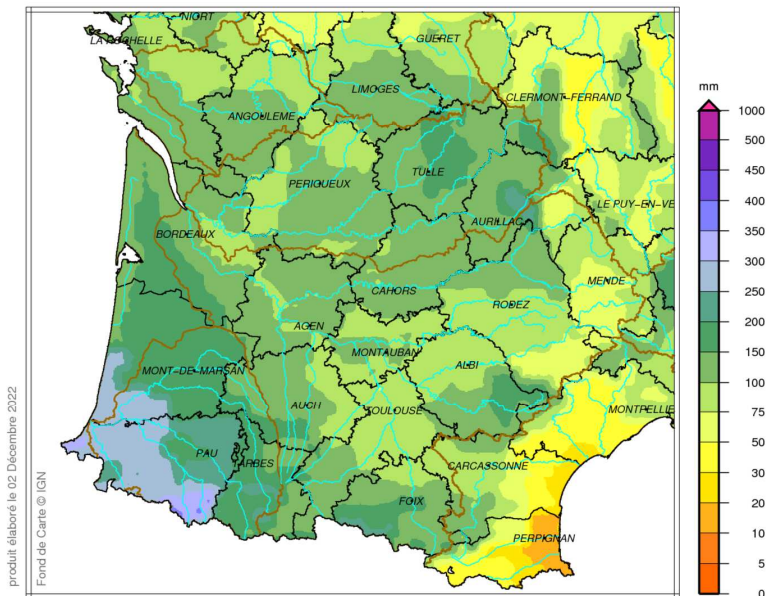 NIORT
LA ROCHELLE
GUERET
LIMOGES
CLERMONT-FERRAND
ANGOULEME
PERIGUEUX
TULLE
LE PUY-EN-VE
AURILLAC
BORDEAUX
MENDE
CAHORS
RODEZ
AGEN
MONTAUBAN
ALBI
MONT-DE-MARSAN
AUCH
TOULOUSE
MONTPELLIE
PAU
TARBES
CARCASSONNE
FOIX
PERPIGNAN
produit élaboré le 02 Décembre 2022
Fond de Carte © IGN
mm
1000
500
450
400
350
300
250
200
150
100
75
50
30
20
10
5
0